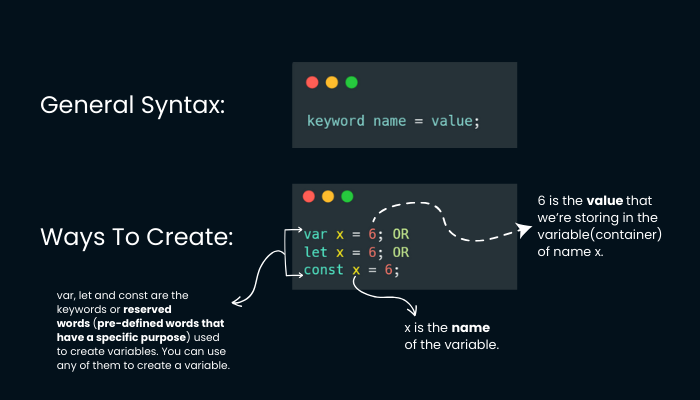 General Syntax:
keyword name = value;
Ways To Create:
var x = 6; OR
let x = 6; OR
const x = 6;
6 is the value that
we're storing in the
variable(container)
of name x.
var, let and const are the
keywords or reserved
words (pre-defined words that
have a specific purpose) used
to create variables. You can use
any of them to create a variable.
x is the name
of the variable.